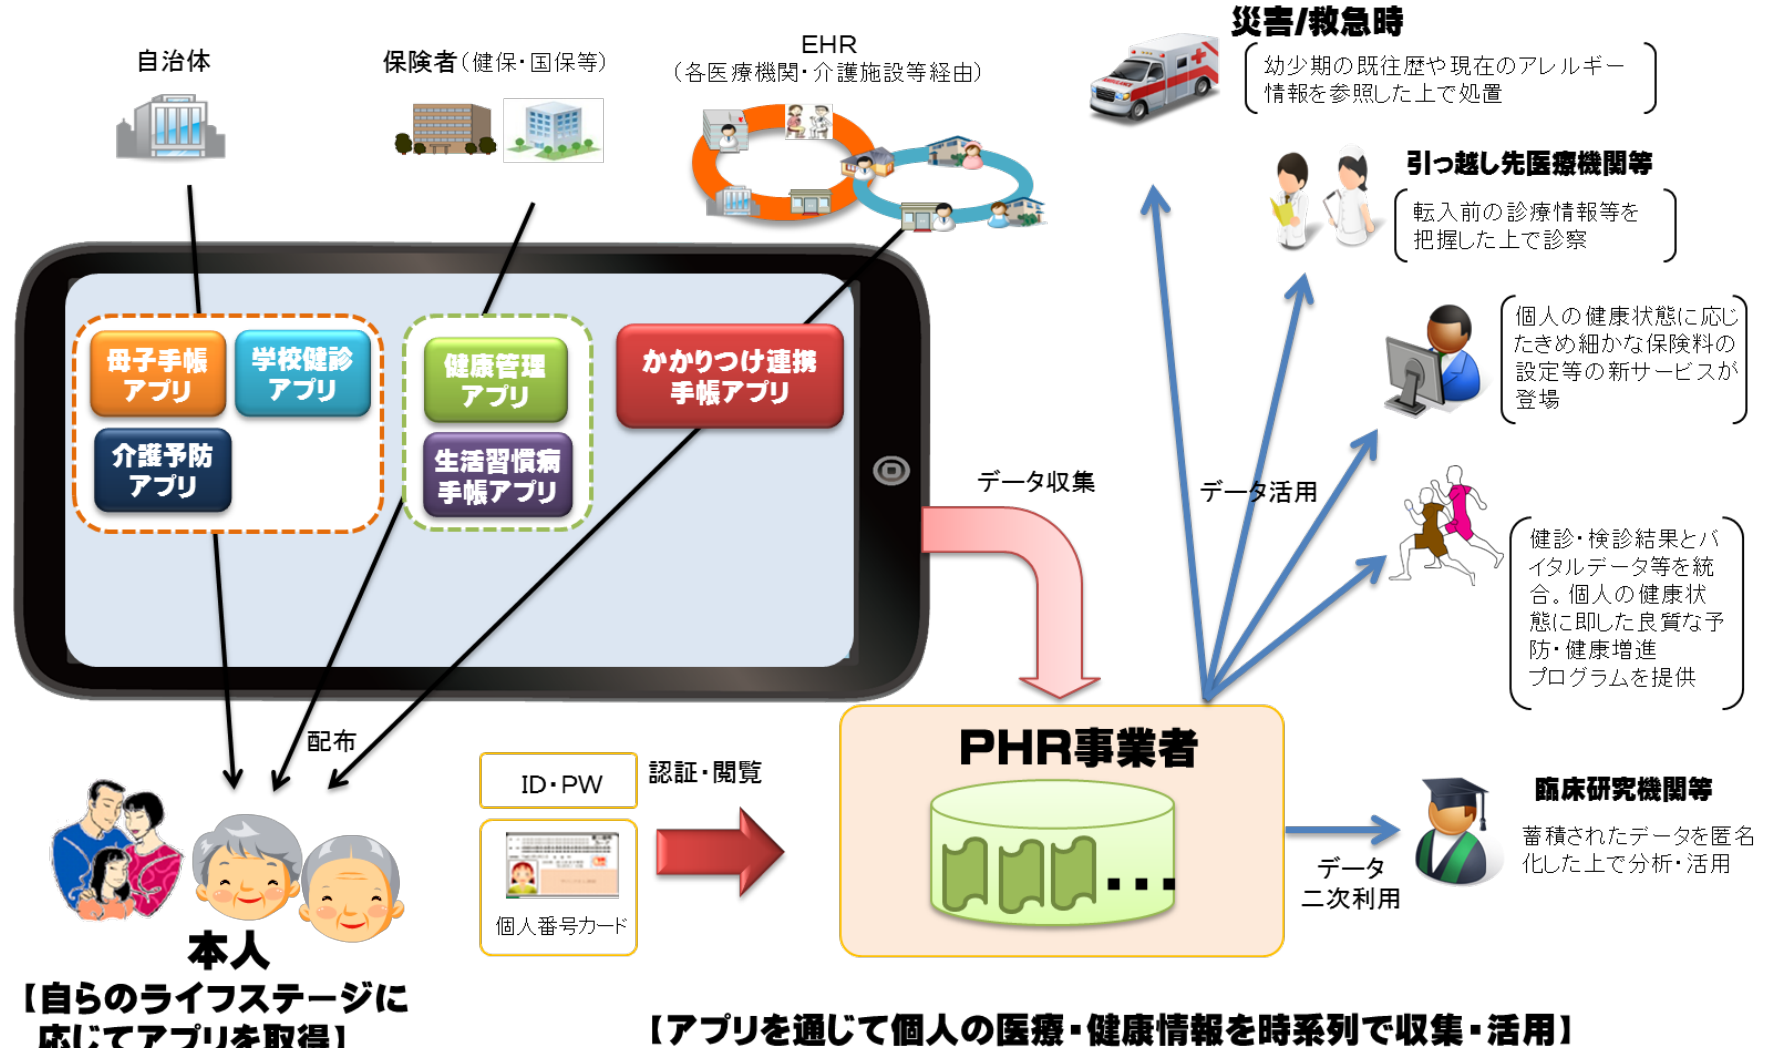 自治体
保険者(健保・国保等)
EHR
(各医療機関・介護施設等経由)
災害/救急時
幼少期の既往歴や現在のアレルギー
情報を参照した上で処置
引っ越し先医療機関等
転入前の診療情報等を
把握した上で診察
個人の健康状態に応じ
たきめ細かな保険料の
設定等の新サービスが
登場
母子手帳
アプリ
学校健診
アプリ
介護予防
アプリ
健康管理
アプリ
生活習慣病
手帳アプリ
かかりつけ連携
手帳アプリ
データ収集
データ活用
健診・検診結果とバ
イタルデータ等を統
合。個人の健康状
態に即した良質な予
防・健康増進
プログラムを提供
配布
ID・PW
認証・閲覧
個人番号カード
PHR事業者
データ
二次利用
臨床研究機関等
蓄積されたデータを匿名
化した上で分析・活用
本人
【自らのライフステージに
応じてアプリを取得】
【アプリを通じて個人の医療・健康情報を時系列で収集・活用】